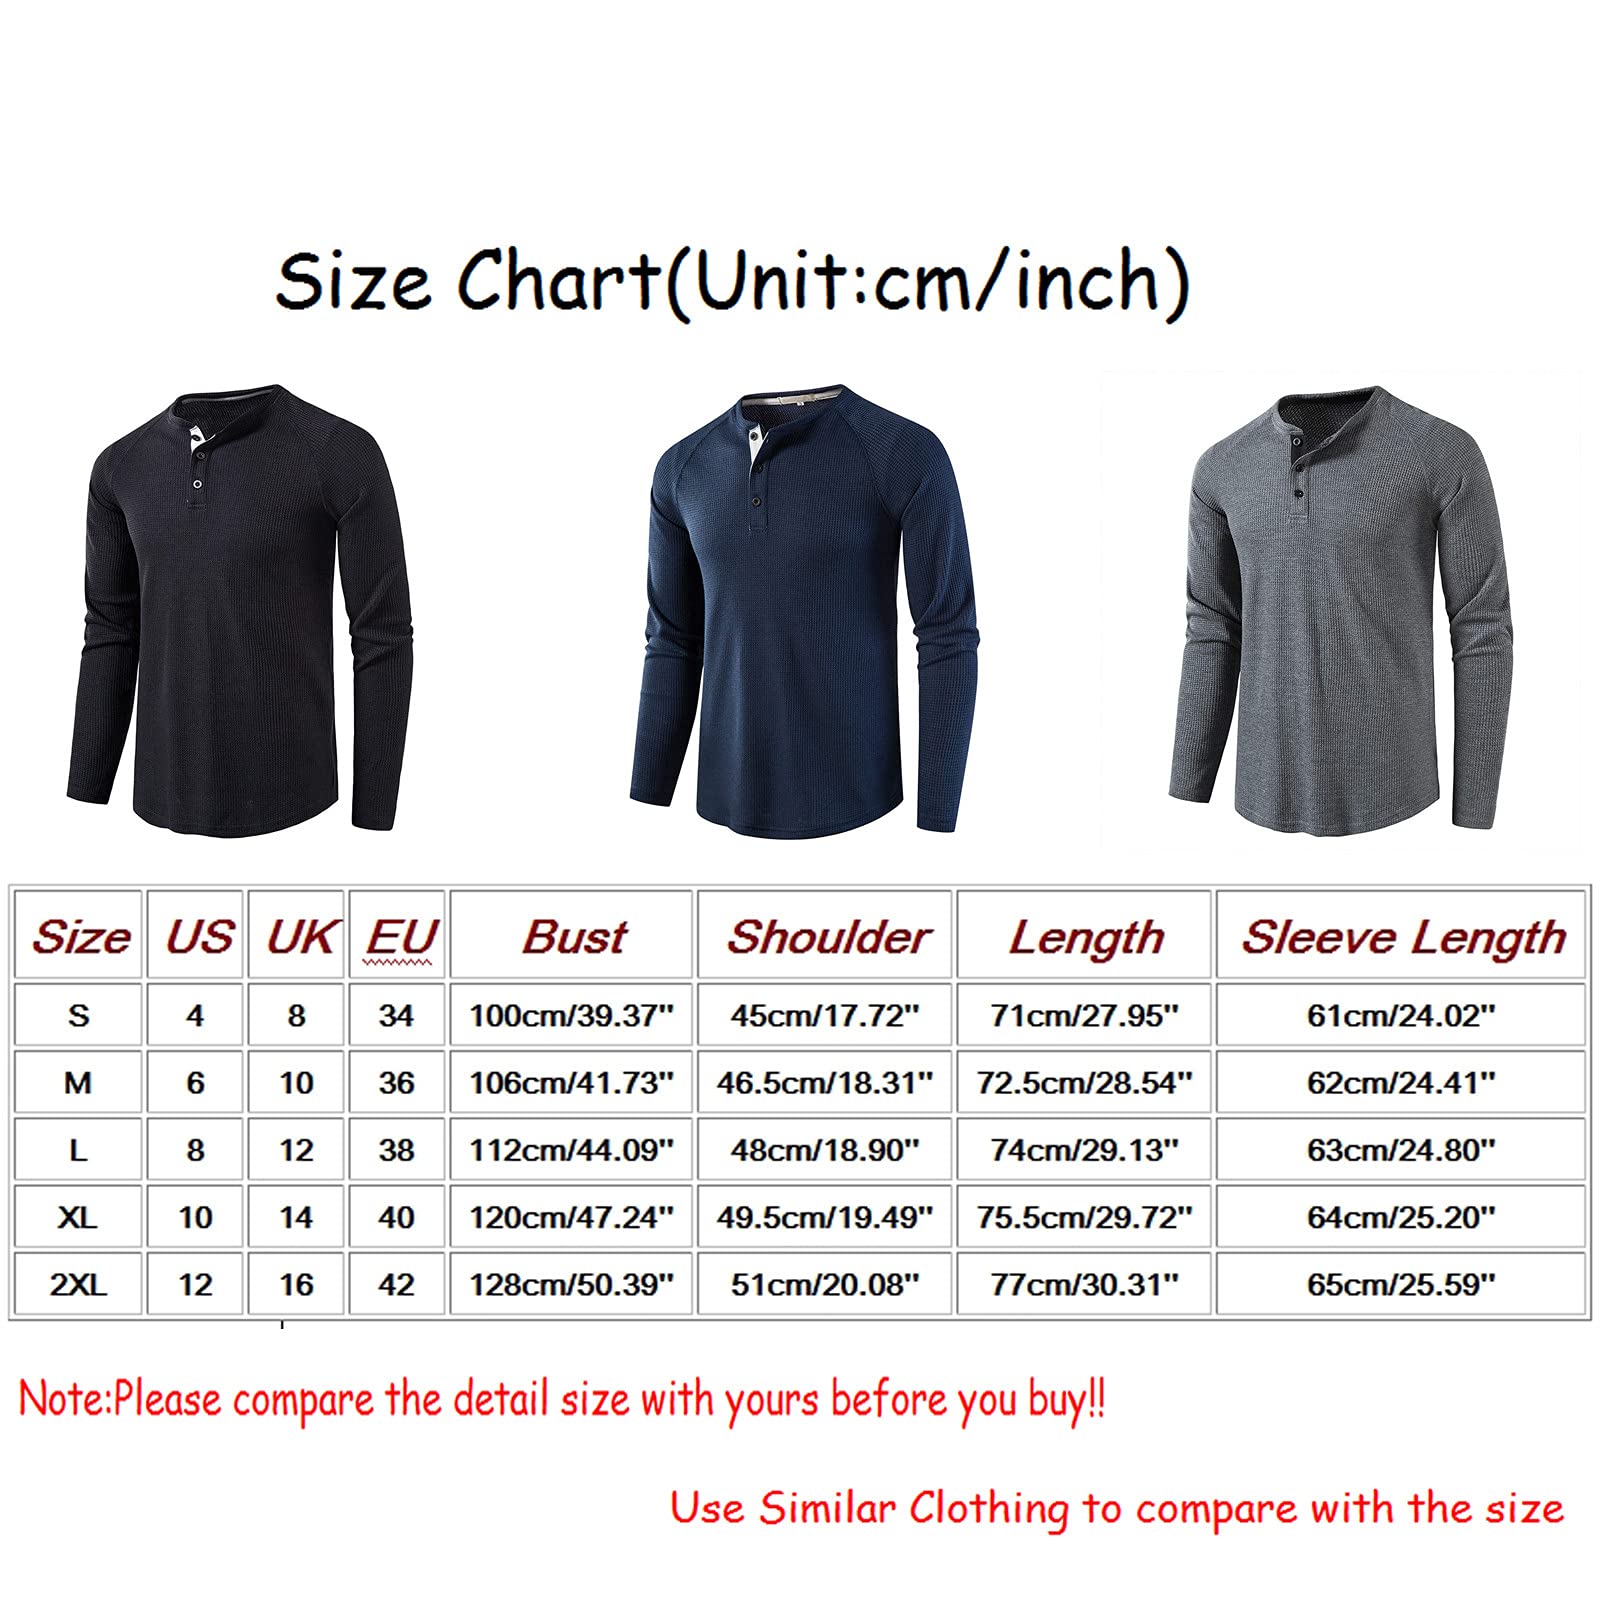 Size Chart(Unit:cm/inch)
Size US UK EU Bust Shoulder Length Sleeve Length
S 4 8 34 100cm/39.37" 45cm/17.72" 71cm/27.95" 61cm/24.02"
M 6 10 36 106cm/41.73" 46.5cm/18.31" 72.5cm/28.54" 62cm/24.41"
L 8 12 38 112cm/44.09" 48cm/18.90" 74cm/29.13" 63cm/24.80"
XL 10 14 40 120cm/47.24" 49.5cm/19.49" 75.5cm/29.72" 64cm/25.20"
2XL 12 16 42 128cm/50.39" 51cm/20.08" 77cm/30.31" 65cm/25.59"
Note:Please compare the detail size with yours before you buy!!
Use Similar Clothing to compare with the size